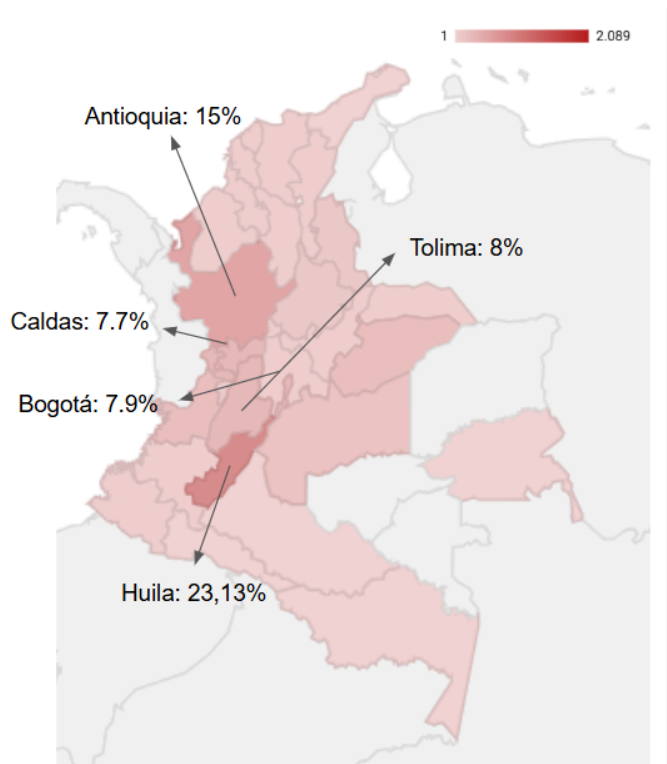 1 2.089
Antioquia: 15%
Tolima: 8%
Caldas: 7.7%
Bogotá: 7.9%
Huila: 23,13%